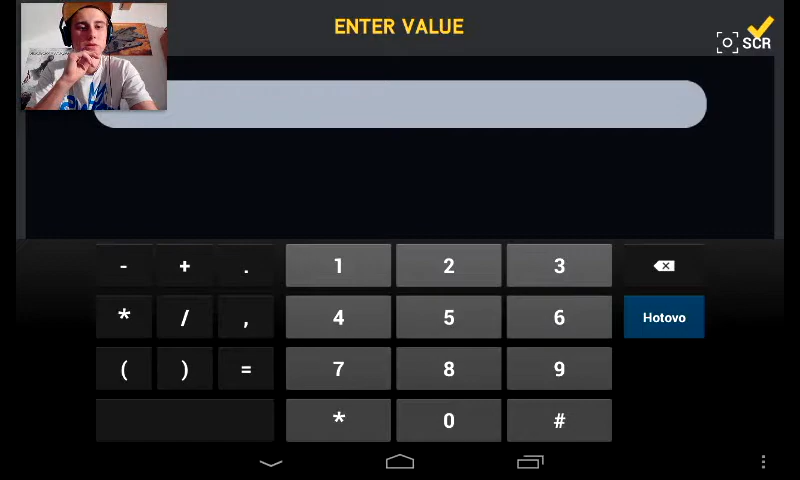 ENTER VALUE
SCR
- + . 1 2 3
* / , 4 5 6 Hotovo
( ) = 7 8 9
* 0 #